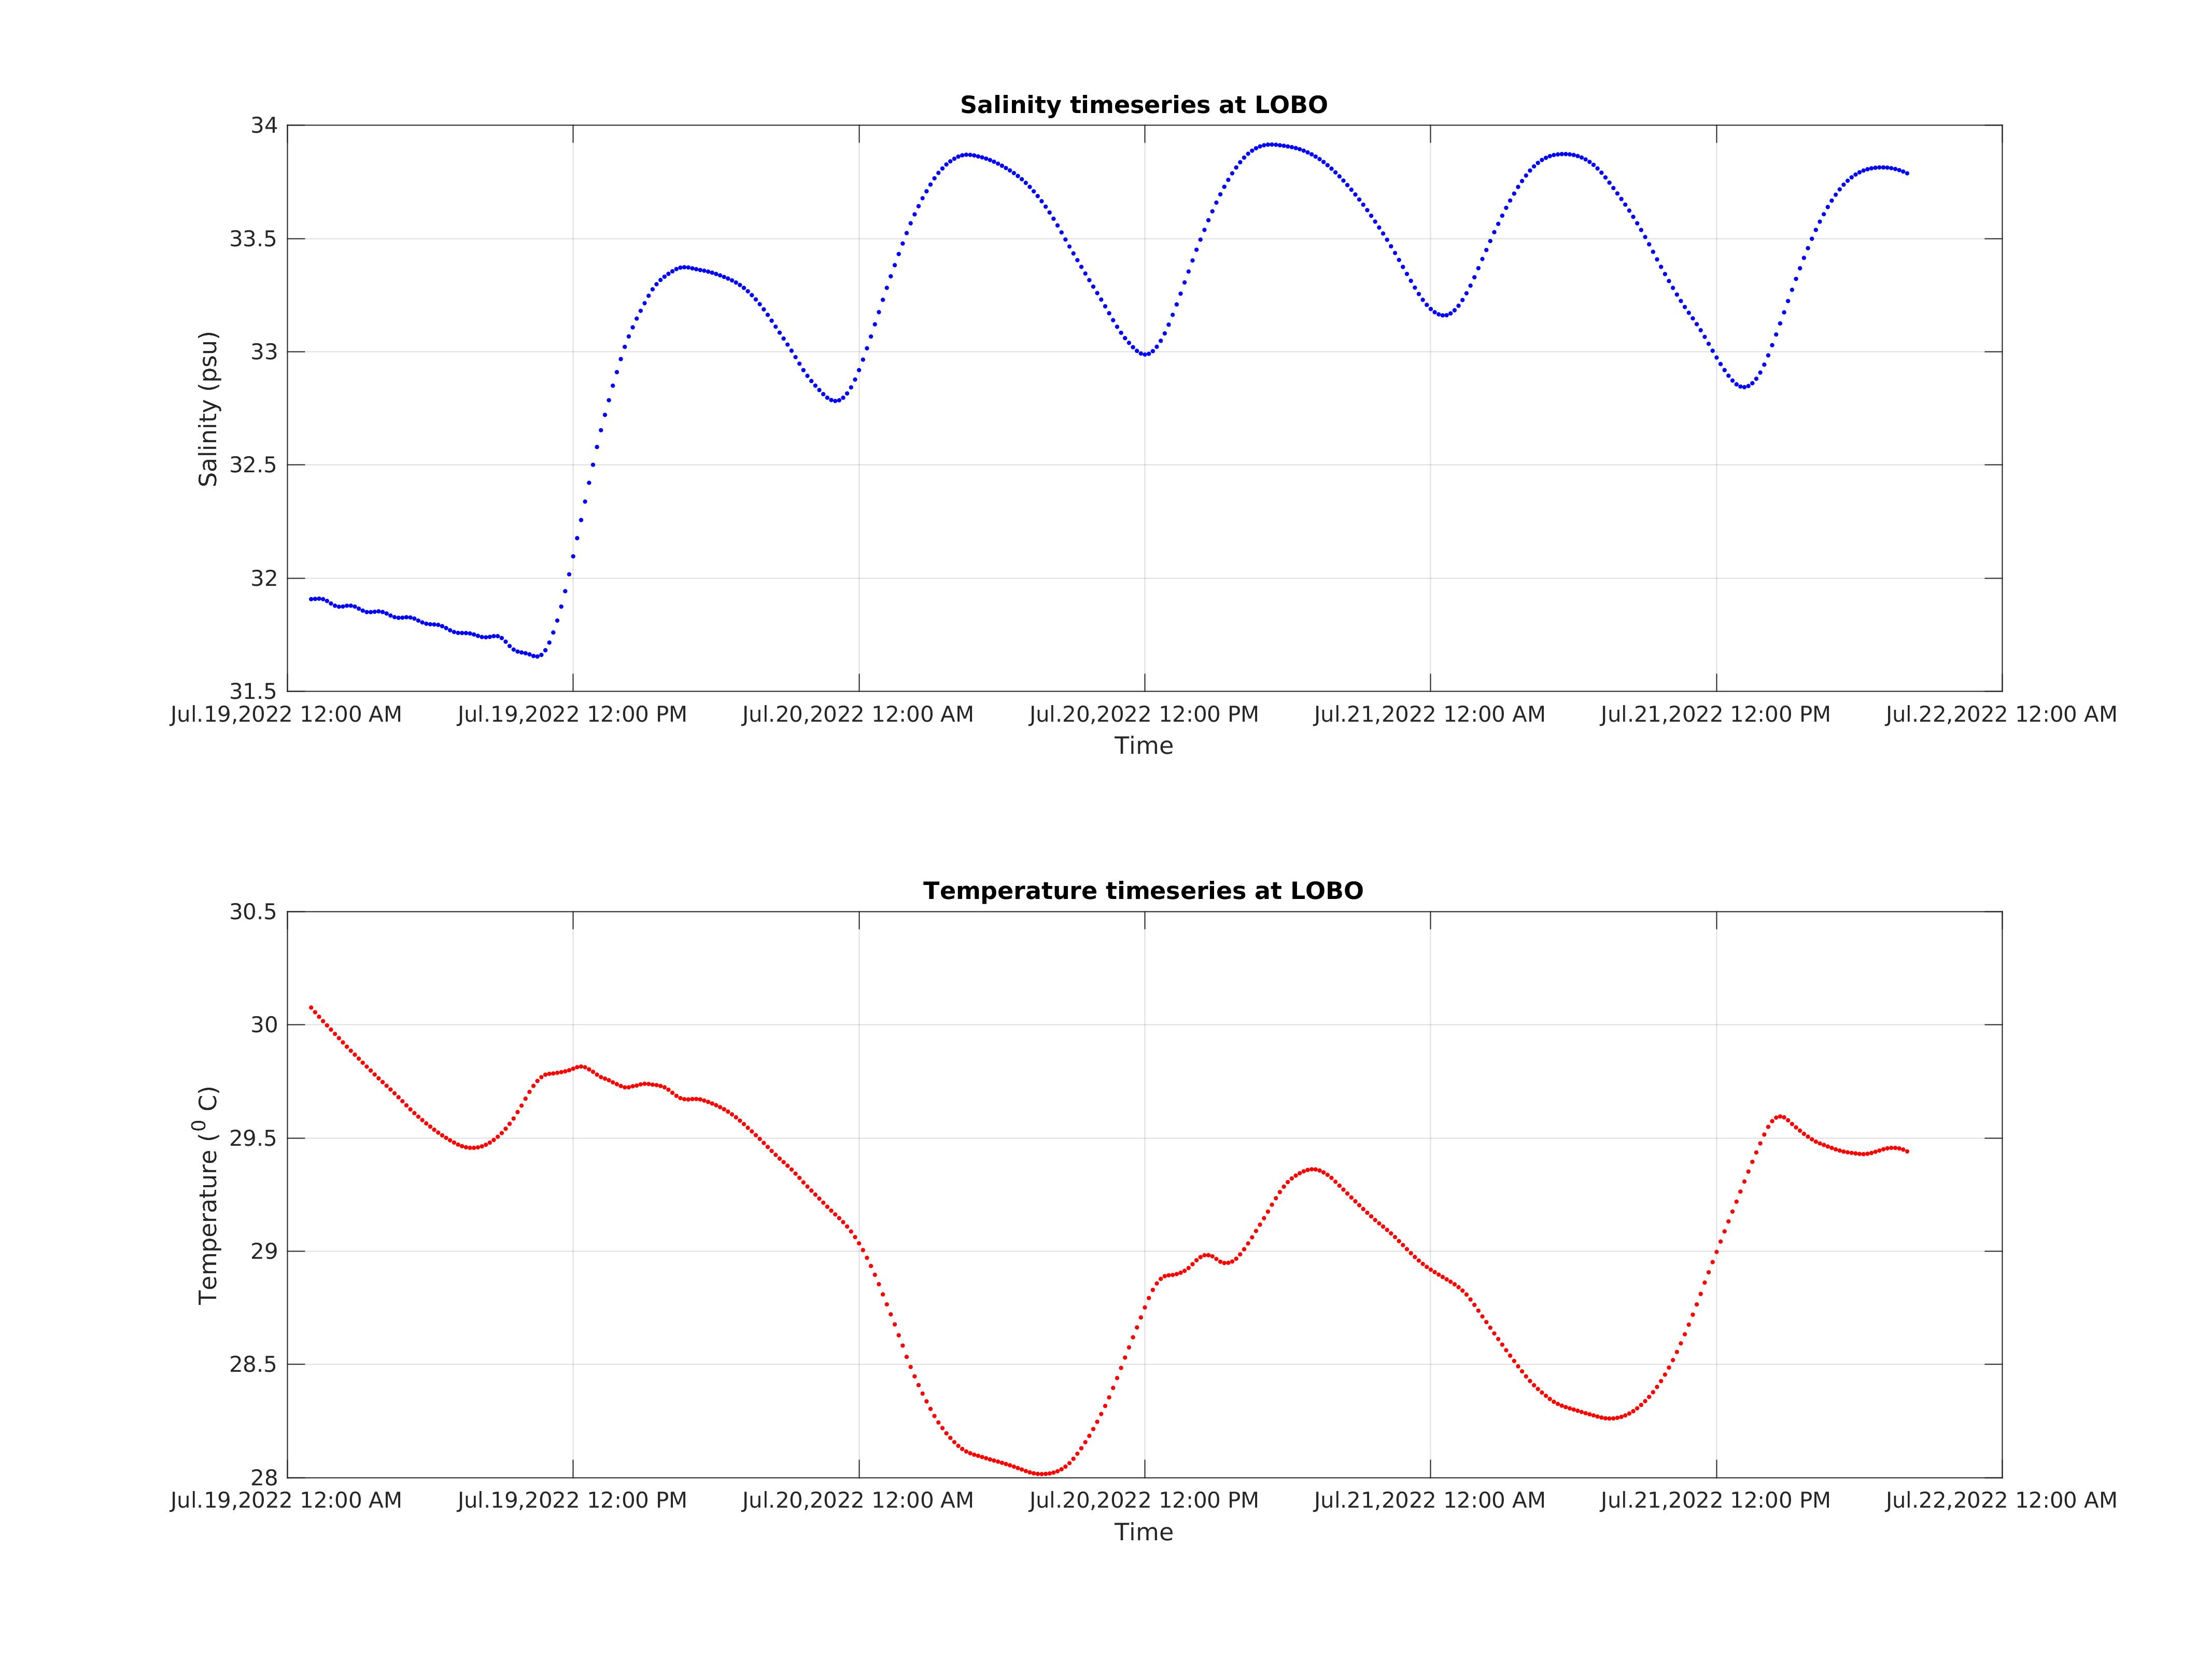 Salinity timeseries at LOBO
34
33.5
33
32.5
32
31.5
Salinity (psu)
Jul.19,2022 12:00 AM Jul.19,2022 12:00 PM Jul.20,2022 12:00 AM Jul.20,2022 12:00 PM Jul.21,2022 12:00 AM Jul.21,2022 12:00 PM Jul.22,2022 12:00 AM
Time
Temperature timeseries at LOBO
30.5
30
29.5
29
28.5
28
Temperature (⁰ C)
Jul.19,2022 12:00 AM Jul.19,2022 12:00 PM Jul.20,2022 12:00 AM Jul.20,2022 12:00 PM Jul.21,2022 12:00 AM Jul.21,2022 12:00 PM Jul.22,2022 12:00 AM
Time